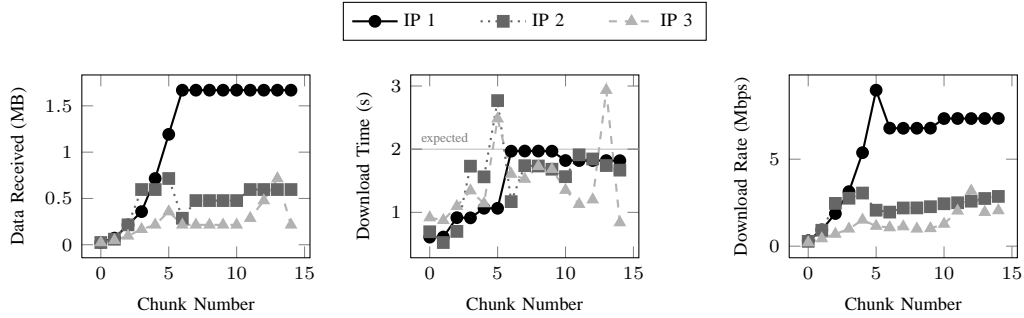 IP 1 IP 2 IP 3
Data Received (MB)
1.5
1
0.5
0
0 5 10 15
Chunk Number
Download Time (s)
3
2
1
expected
0 5 10 15
Chunk Number
Download Rate (Mbps)
5
0
0 5 10 15
Chunk Number